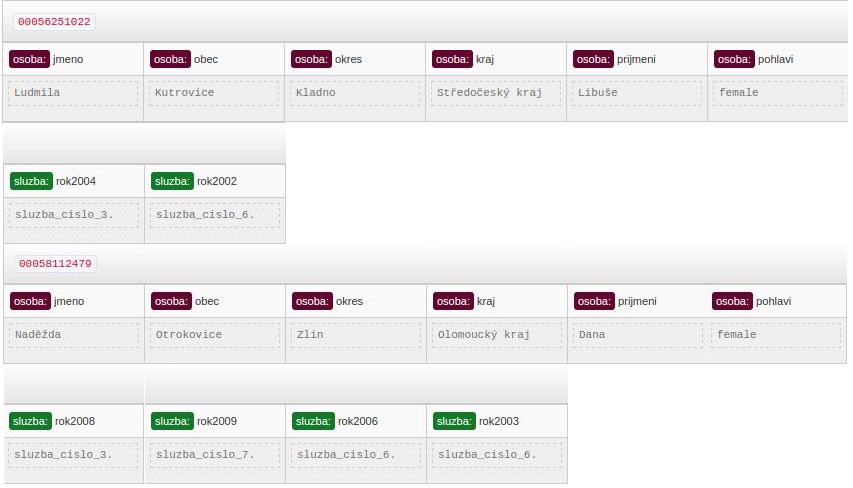 00056251022
osoba: jmeno osoba: obec osoba: okres osoba: kraj osoba: prijmeni osoba: pohlavi
Ludmila Kutrovice Kladno Středočeský kraj Libuše female
sluzba: rok2004 sluzba: rok2002
sluzba_cislo_3. sluzba_cislo_6.
00058112479
osoba: jmeno osoba: obec osoba: okres osoba: kraj osoba: prijmeni osoba: pohlavi
Naděžda Otrokovice Zlín Olomoucký kraj Dana female
sluzba: rok2008 sluzba: rok2009 sluzba: rok2006 sluzba: rok2003
sluzba_cislo_3. sluzba_cislo_7. sluzba_cislo_6. sluzba_cislo_6.